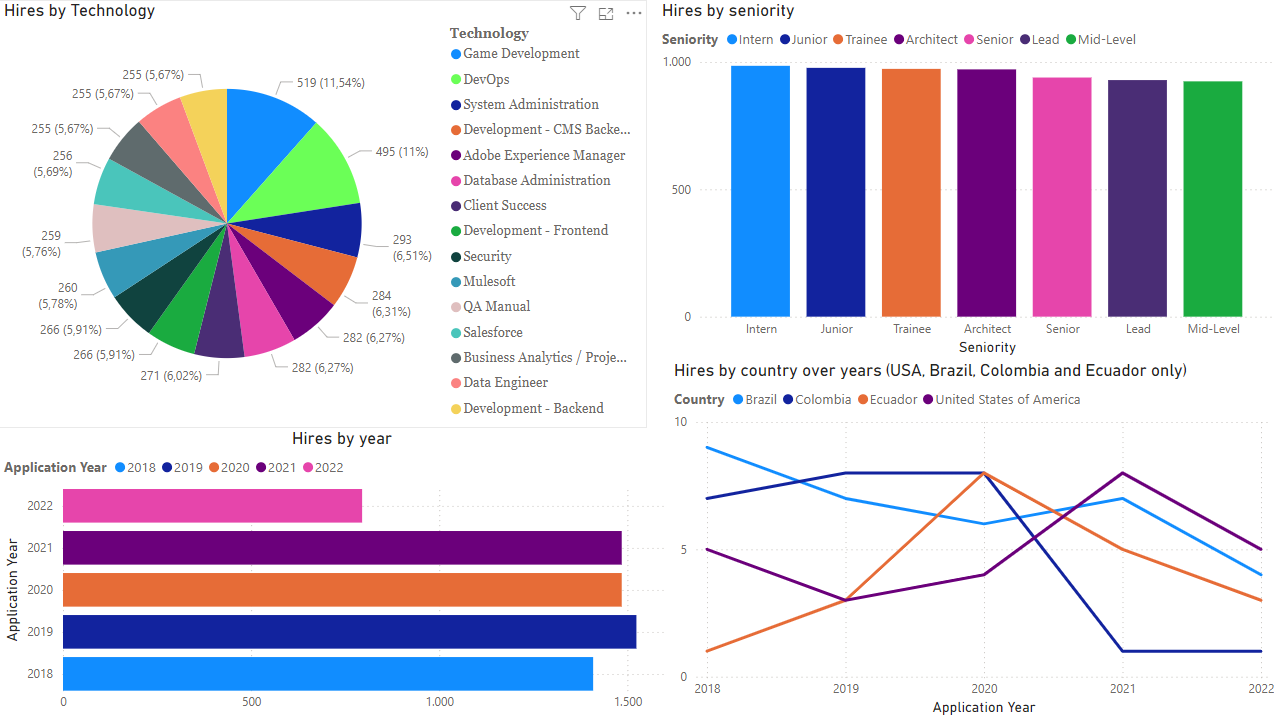 Hires by Technology
Technology
Game Development
DevOps
System Administration
Development - CMS Backe...
Adobe Experience Manager
Database Administration
Client Success
Development - Frontend
Security
Mulesoft
QA Manual
Salesforce
Business Analytics / Proje...
Data Engineer
Development - Backend
519 (11,54%)
495 (11%)
293
(6,51%)
284
(6,31%)
282 (6,27%)
282 (6,27%)
271 (6,02%)
266 (5,91%)
266 (5,91%)
260
(5,78%)
259
(5,76%)
256
(5,69%)
255 (5,67%)
255 (5,67%)
255 (5,67%)
Hires by seniority
Seniority Intern Junior Trainee Architect Senior Lead Mid-Level
1.000
500
0
Intern Junior Trainee Architect Senior Lead Mid-Level
Seniority
Hires by year
Application Year 2018 2019 2020 2021 2022
Application Year
2022
2021
2020
2019
2018
0 500 1.000 1.500
Hires by country over years (USA, Brazil, Colombia and Ecuador only)
Country Brazil Colombia Ecuador United States of America
10
5
0
2018 2019 2020 2021 2022
Application Year